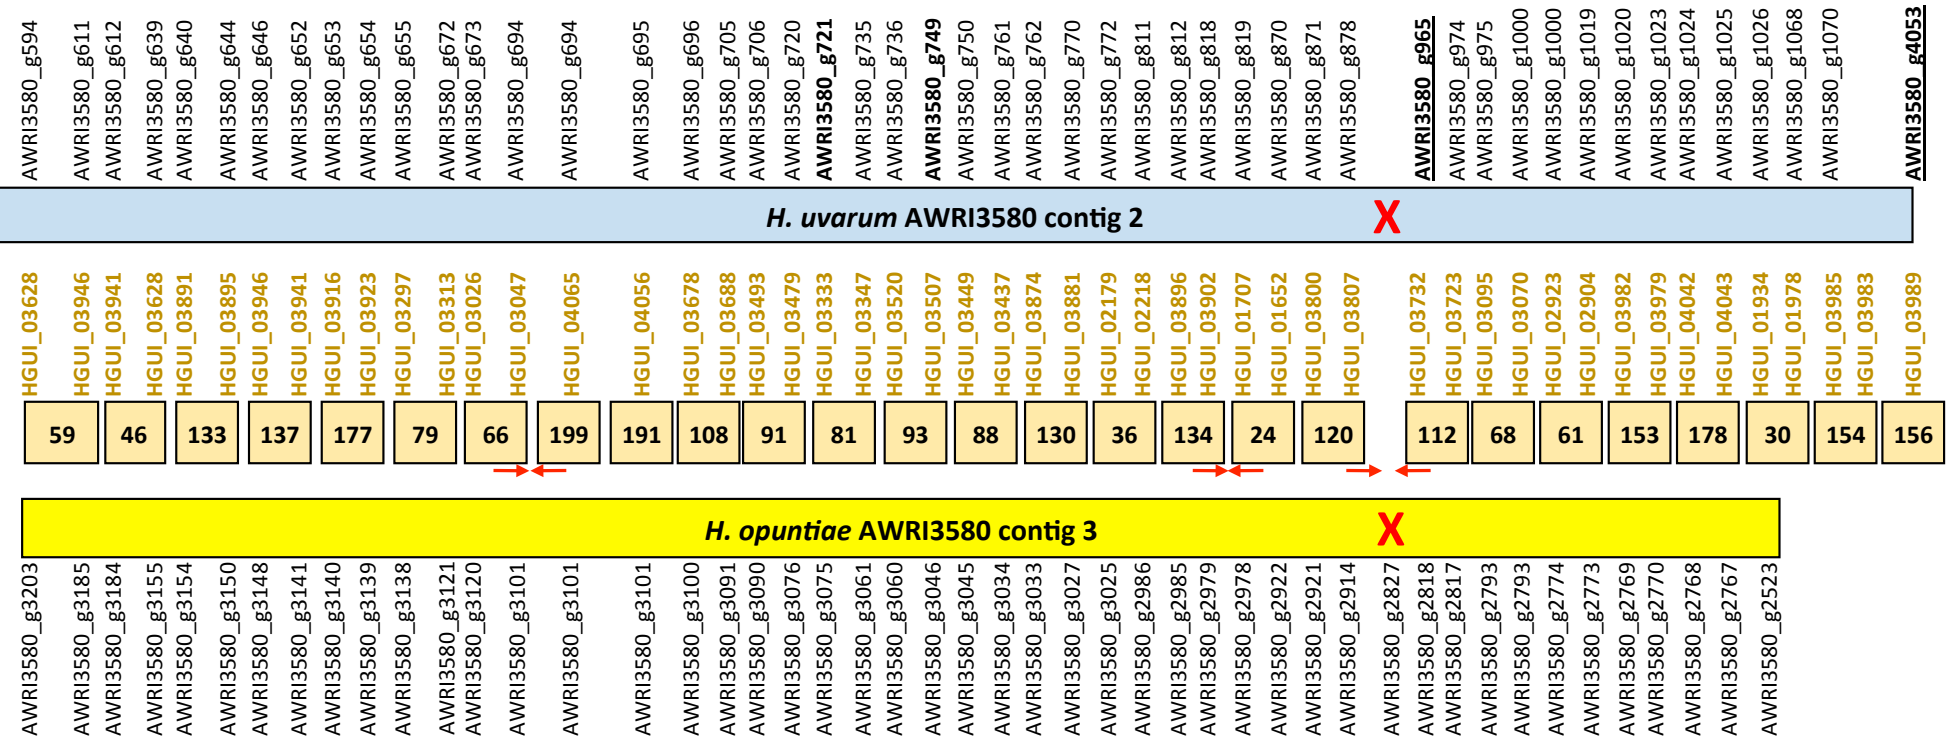 AWRI3580_g594
AWRI3580_g611
AWRI3580_g612
AWRI3580_g639
AWRI3580_g640
AWRI3580_g644
AWRI3580_g646
AWRI3580_g652
AWRI3580_g653
AWRI3580_g654
AWRI3580_g655
AWRI3580_g672
AWRI3580_g673
AWRI3580_g694
AWRI3580_g694
AWRI3580_g695
AWRI3580_g696
AWRI3580_g705
AWRI3580_g706
AWRI3580_g720
AWRI3580_g721
AWRI3580_g735
AWRI3580_g736
AWRI3580_g749
AWRI3580_g750
AWRI3580_g761
AWRI3580_g762
AWRI3580_g770
AWRI3580_g772
AWRI3580_g811
AWRI3580_g812
AWRI3580_g818
AWRI3580_g819
AWRI3580_g870
AWRI3580_g871
AWRI3580_g878
AWRI3580_g965
AWRI3580_g974
AWRI3580_g975
AWRI3580_g1000
AWRI3580_g1000
AWRI3580_g1019
AWRI3580_g1020
AWRI3580_g1023
AWRI3580_g1024
AWRI3580_g1025
AWRI3580_g1026
AWRI3580_g1068
AWRI3580_g1070
AWRI3580_g4053
H. uvarum AWRI3580 contig 2
X
HGUI_03628
HGUI_03946
HGUI_03941
HGUI_03628
HGUI_03891
HGUI_03895
HGUI_03946
HGUI_03941
HGUI_03916
HGUI_03923
HGUI_03297
HGUI_03313
HGUI_03026
HGUI_03047
HGUI_04065
HGUI_04056
HGUI_03678
HGUI_03688
HGUI_03493
HGUI_03479
HGUI_03333
HGUI_03347
HGUI_03520
HGUI_03507
HGUI_03449
HGUI_03437
HGUI_03874
HGUI_03881
HGUI_02179
HGUI_02218
HGUI_03896
HGUI_03902
HGUI_01707
HGUI_01652
HGUI_03800
HGUI_03807
HGUI_03732
HGUI_03723
HGUI_03095
HGUI_03070
HGUI_02923
HGUI_02904
HGUI_03982
HGUI_03979
HGUI_04042
HGUI_04043
HGUI_01934
HGUI_01978
HGUI_03985
HGUI_03983
HGUI_03989
59
46
133
137
177
79
66
199
191
108
91
81
93
88
130
36
134
24
120
112
68
61
153
178
30
154
156
H. opuntiae AWRI3580 contig 3
X
AWRI3580_g3203
AWRI3580_g3185
AWRI3580_g3184
AWRI3580_g3155
AWRI3580_g3154
AWRI3580_g3150
AWRI3580_g3148
AWRI3580_g3141
AWRI3580_g3140
AWRI3580_g3139
AWRI3580_g3138
AWRI3580_g3121
AWRI3580_g3120
AWRI3580_g3101
AWRI3580_g3101
AWRI3580_g3101
AWRI3580_g3100
AWRI3580_g3091
AWRI3580_g3090
AWRI3580_g3076
AWRI3580_g3075
AWRI3580_g3061
AWRI3580_g3060
AWRI3580_g3046
AWRI3580_g3045
AWRI3580_g3034
AWRI3580_g3033
AWRI3580_g3027
AWRI3580_g3025
AWRI3580_g2986
AWRI3580_g2985
AWRI3580_g2979
AWRI3580_g2978
AWRI3580_g2922
AWRI3580_g2921
AWRI3580_g2914
AWRI3580_g2827
AWRI3580_g2818
AWRI3580_g2817
AWRI3580_g2793
AWRI3580_g2793
AWRI3580_g2774
AWRI3580_g2773
AWRI3580_g2769
AWRI3580_g2770
AWRI3580_g2768
AWRI3580_g2767
AWRI3580_g2523